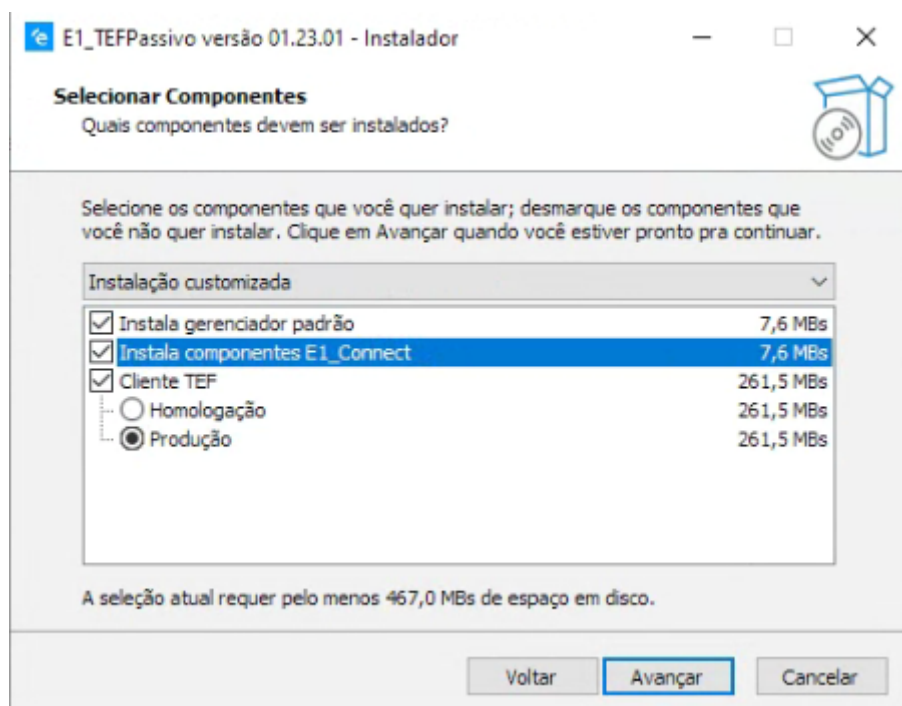 E1_TEFPassivo versão 01.23.01 - Instalador
Selecionar Componentes
Quais componentes devem ser instalados?
Selecione os componentes que você quer instalar; desmarque os componentes que
você não quer instalar. Clique em Avançar quando você estiver pronto pra continuar.
Instalação customizada
Instala gerenciador padrão 7,6 MBs
Instala componentes E1_Connect 7,6 MBs
Cliente TEF 261,5 MBs
Homologação 261,5 MBs
Produção 261,5 MBs
A seleção atual requer pelo menos 467,0 MBs de espaço em disco.
Voltar Avançar Cancelar